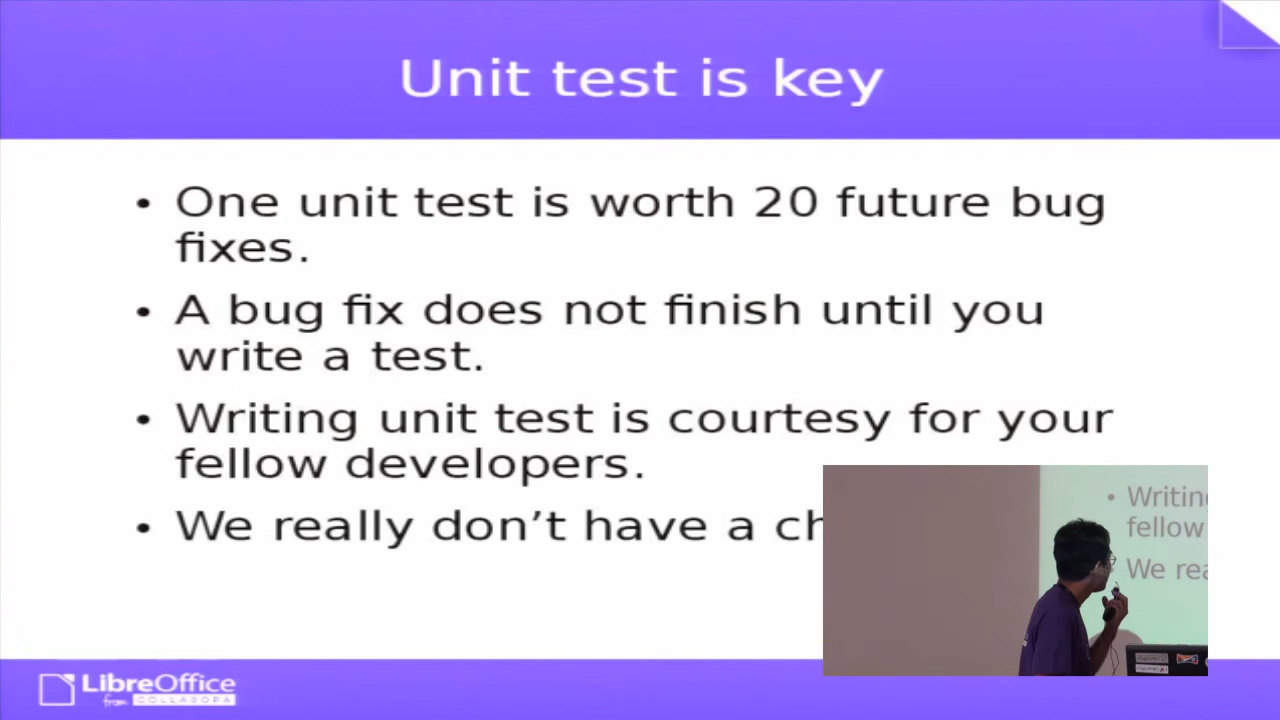 Unit test is key
• One unit test is worth 20 future bug
fixes.
• A bug fix does not finish until you
write a test.
• Writing unit test is courtesy for your
fellow developers.
• We really don’t have a ch
• Writing
fellow
We rea
LibreOffice
from COLLABORA